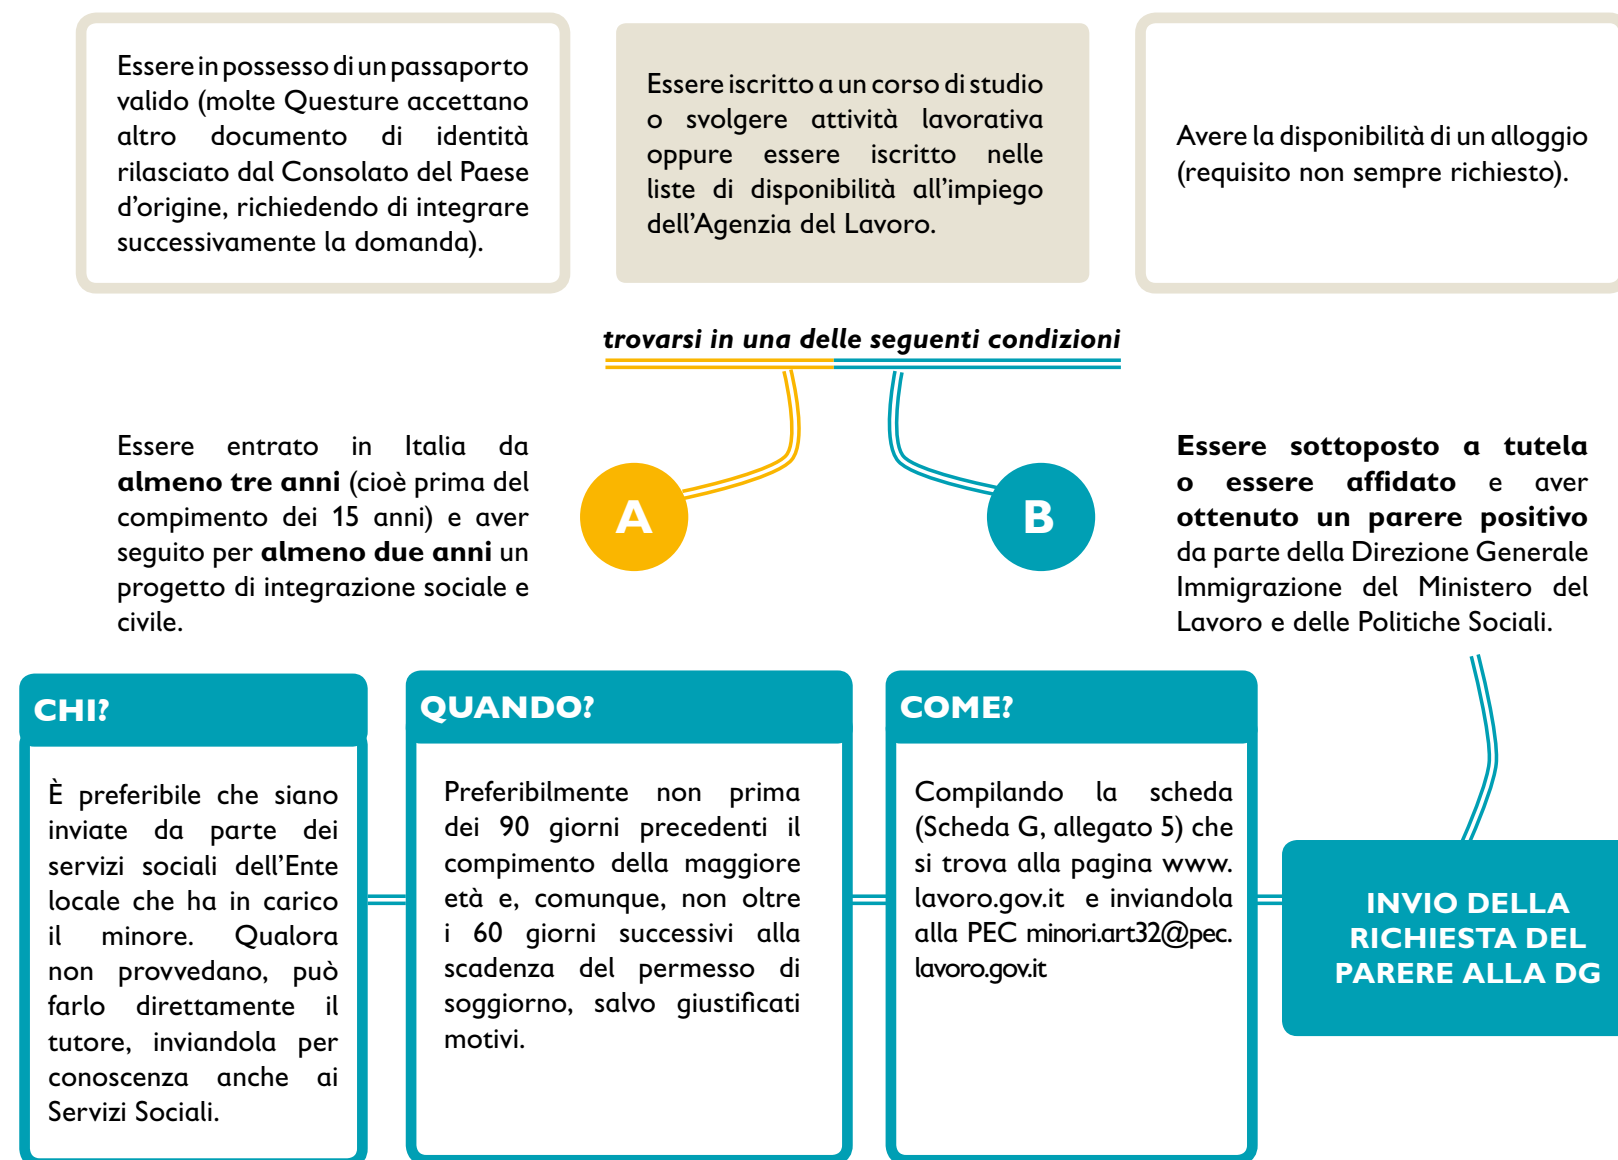 Essere in possesso di un passaporto
valido (molte Questure accettano
altro documento di identità
rilasciato dal Consolato del Paese
d’origine, richiedendo di integrare
successivamente la domanda).
Essere iscritto a un corso di studio
o svolgere attività lavorativa
oppure essere iscritto nelle
liste di disponibilità all’impiego
dell’Agenzia del Lavoro.
Avere la disponibilità di un alloggio
(requisito non sempre richiesto).
trovarsi in una delle seguenti condizioni
Essere entrato in Italia da
almeno tre anni (cioè prima del
compimento dei 15 anni) e aver
seguito per almeno due anni un
progetto di integrazione sociale e
civile.
A
B
Essere sottoposto a tutela
o essere affidato e aver
ottenuto un parere positivo
da parte della Direzione Generale
Immigrazione del Ministero del
Lavoro e delle Politiche Sociali.
CHI?
È preferibile che siano
inviate da parte dei
servizi sociali dell’Ente
locale che ha in carico
il minore. Qualora
non provvedano, può
farlo direttamente il
tutore, inviandola per
conoscenza anche ai
Servizi Sociali.
QUANDO?
Preferibilmente non prima
dei 90 giorni precedenti il
compimento della maggiore
età e, comunque, non oltre
i 60 giorni successivi alla
scadenza del permesso di
soggiorno, salvo giustificati
motivi.
COME?
Compilando la scheda
(Scheda G, allegato 5) che
si trova alla pagina www.
lavoro.gov.it e inviandola
alla PEC minori.art32@pec.
lavoro.gov.it
INVIO DELLA
RICHIESTA DEL
PARERE ALLA DG